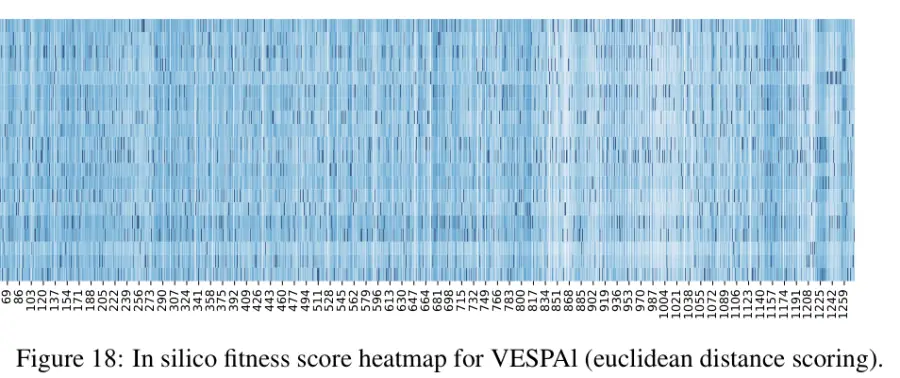 69 86 103 120 137 154 171 188 205 222 239 256 273 290 307 324 341 358 375 392 409 426 443 460 477 494 511 528 545 562 579 596 613 630 647 664 681 698 715 732 749 766 783 800 817 834 851 868 885 902 919 936 953 970 987 1004 1021 1038 1055 1072 1089 1106 1123 1140 1157 1174 1191 1208 1225 1242 1259
Figure 18: In silico fitness score heatmap for VESPAl (euclidean distance scoring).